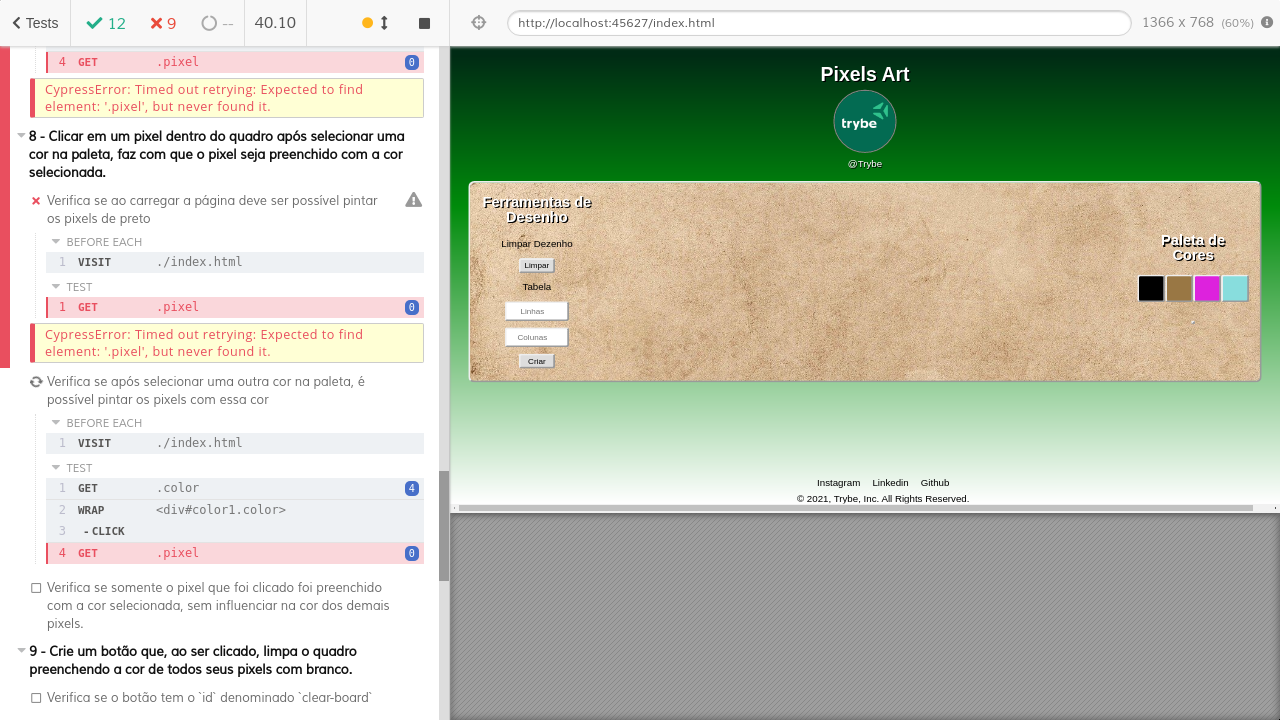 Tests
12
9
--
40.10
http://localhost:45627/index.html
1366 x 768 (60%)
4 GET .pixel 0
CypressError: Timed out retrying: Expected to find
element: '.pixel', but never found it.
8 - Clicar em um pixel dentro do quadro após selecionar uma
cor na paleta, faz com que o pixel seja preenchido com a cor
selecionada.
Verifica se ao carregar a página deve ser possível pintar
os pixels de preto
BEFORE EACH
1 VISIT ./index.html
TEST
1 GET .pixel 0
CypressError: Timed out retrying: Expected to find
element: '.pixel', but never found it.
Verifica se após selecionar uma outra cor na paleta, é
possível pintar os pixels com essa cor
BEFORE EACH
1 VISIT ./index.html
TEST
1 GET .color 4
2 WRAP <div#color1.color>
3 -CLICK
4 GET .pixel 0
Verifica se somente o pixel que foi clicado foi preenchido
com a cor selecionada, sem influenciar na cor dos demais
pixels.
9 - Crie um botão que, ao ser clicado, limpa o quadro
preenchendo a cor de todos seus pixels com branco.
Verifica se o botão tem o `id` denominado `clear-board`
Pixels Art
trybe
@Trybe
Ferramentas de
Desenho
Limpar Dezenho
Limpar
Tabela
Linhas
Colunas
Criar
Paleta de
Cores
Instagram Linkedin Github
© 2021, Trybe, Inc. All Rights Reserved.